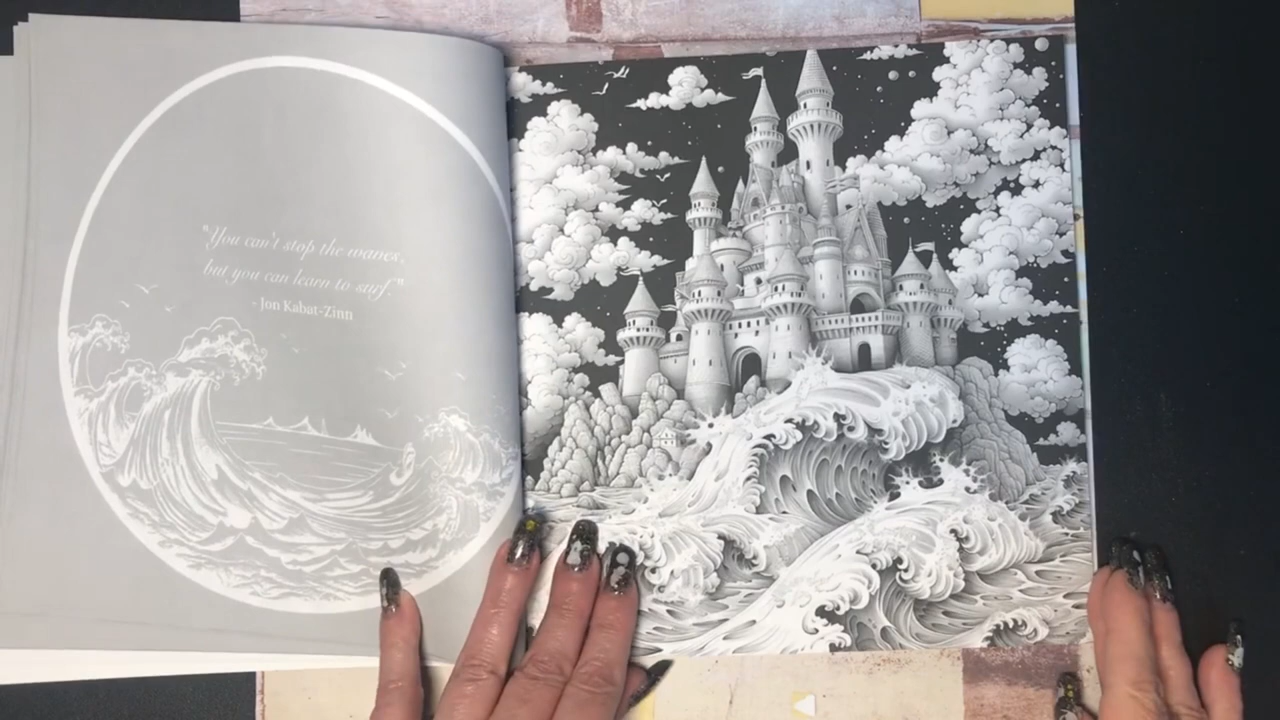 "You can't stop the waves,
but you can learn to surf."
~Jon Kabat-Zinn